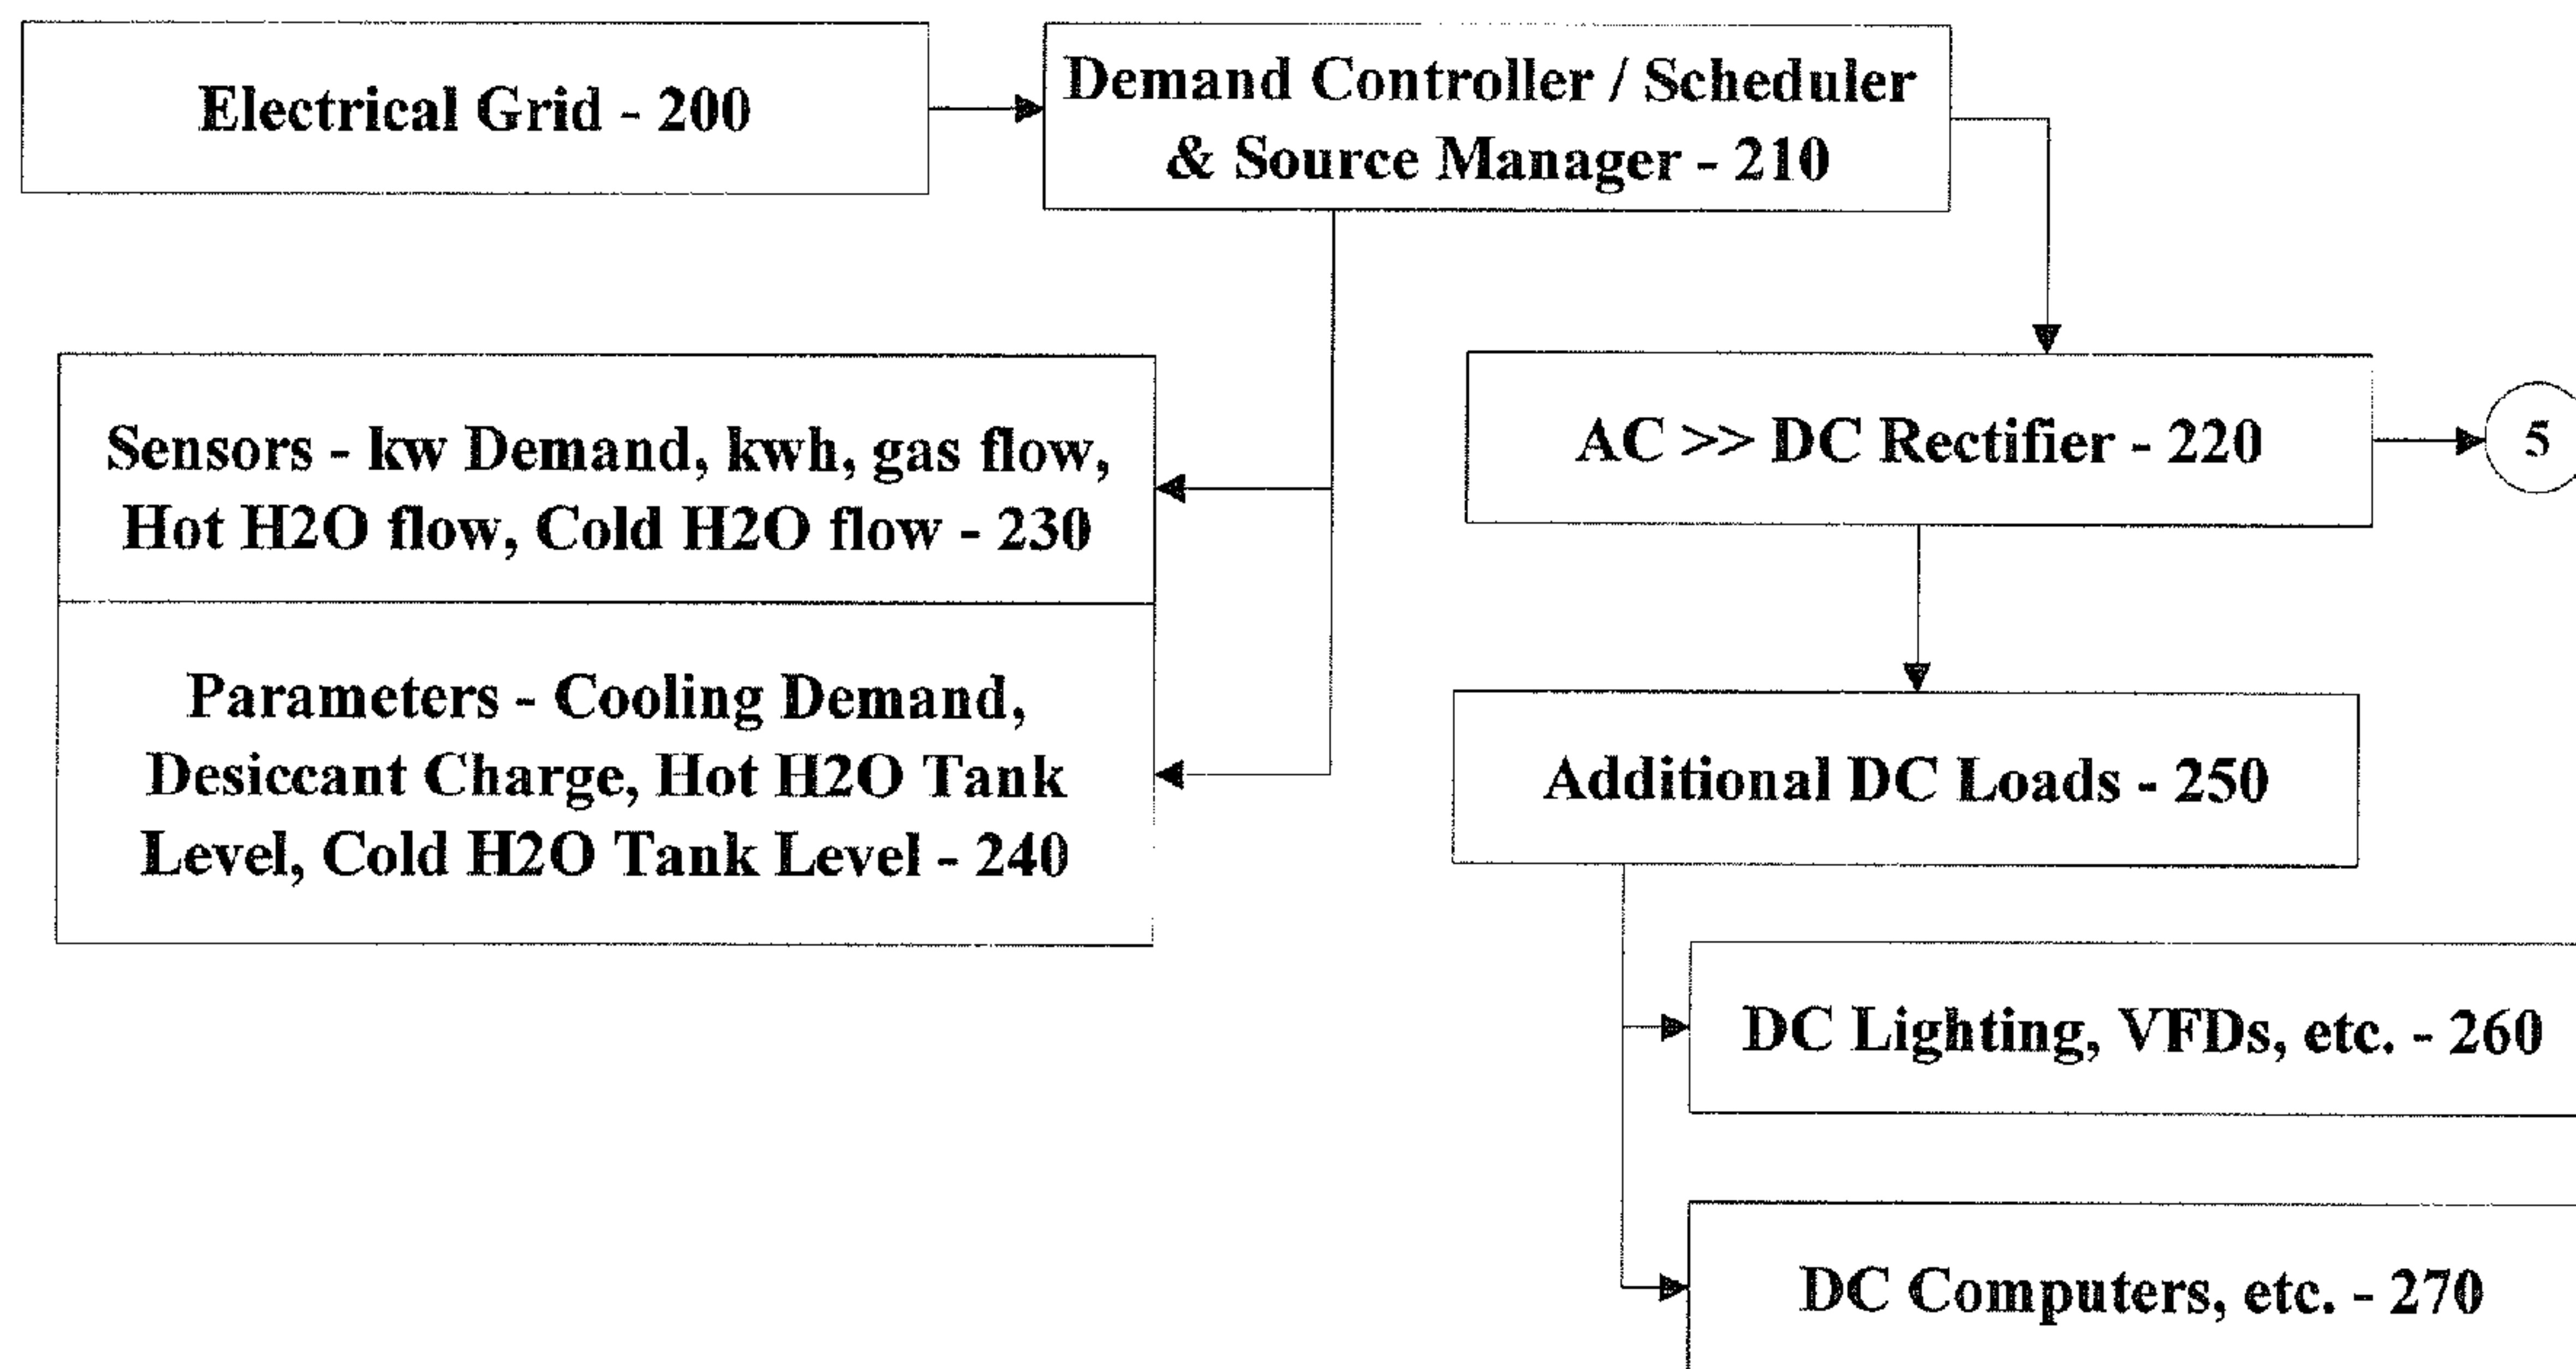 Electrical Grid - 200
Demand Controller / Scheduler
& Source Manager - 210
Sensors - kw Demand, kwh, gas flow,
Hot H2O flow, Cold H2O flow - 230
AC >> DC Rectifier - 220
5
Parameters - Cooling Demand,
Desiccant Charge, Hot H2O Tank
Level, Cold H2O Tank Level - 240
Additional DC Loads - 250
DC Lighting, VFDs, etc. - 260
DC Computers, etc. - 270